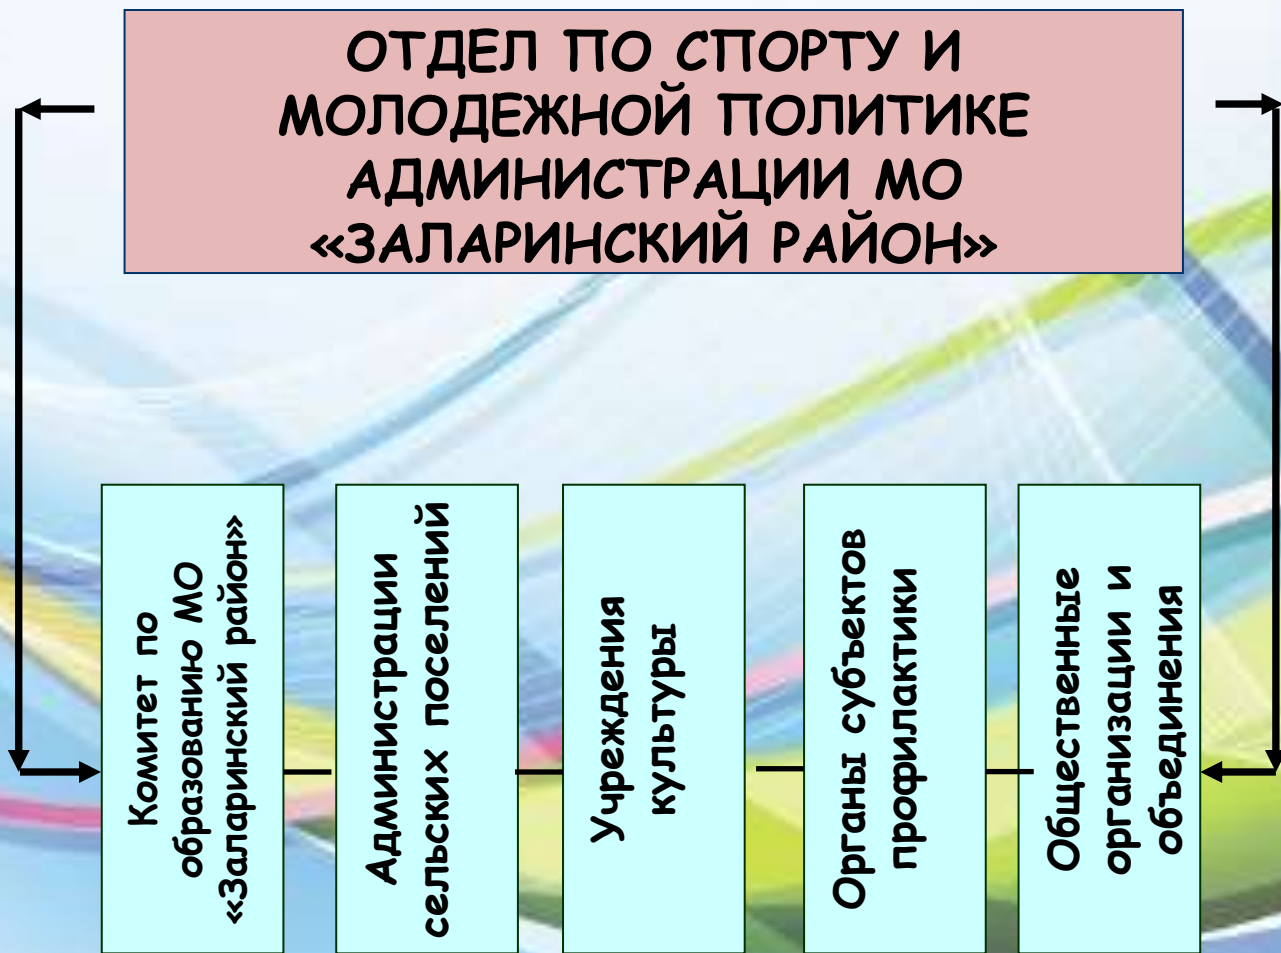 ОТДЕЛ ПО СПОРТУ И
МОЛОДЕЖНОЙ ПОЛИТИКЕ
АДМИНИСТРАЦИИ МО
«ЗАЛАРИНСКИЙ РАЙОН»
Комитет по
образованию МО
«Заларинский район»
Администрации
сельских поселений
Учреждения
культуры
Органы субъектов
профилактики
Общественные
организации и
объединения